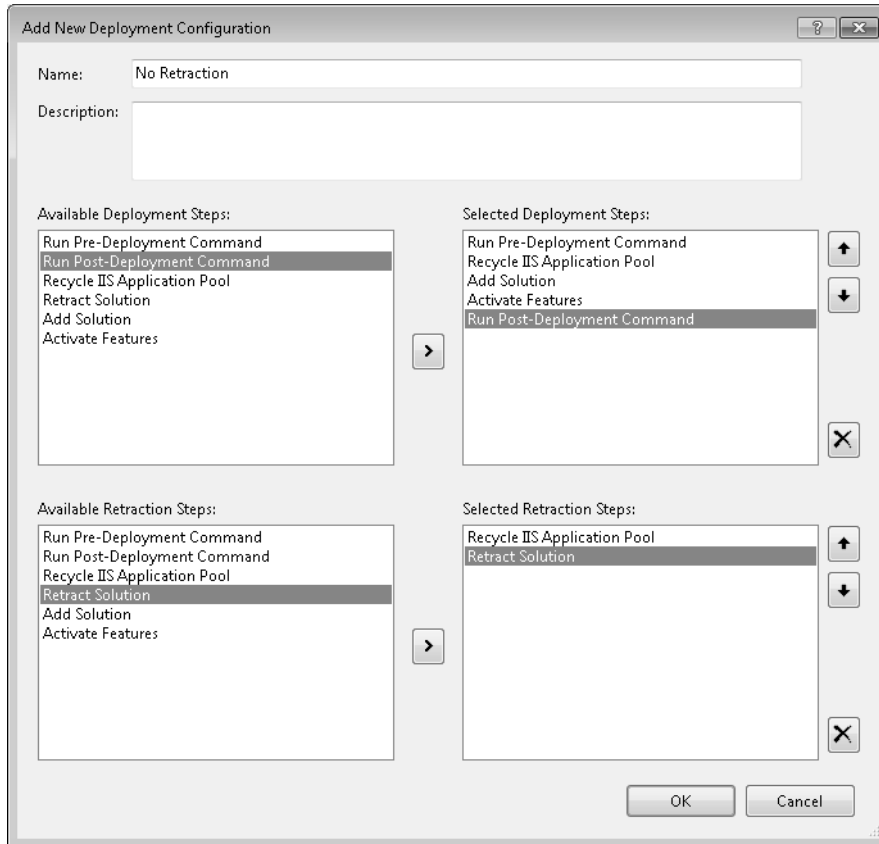 Add New Deployment Configuration
Name:
No Retraction
Description:
Available Deployment Steps:
Run Pre-Deployment Command
Run Post-Deployment Command
Recycle IIS Application Pool
Retract Solution
Add Solution
Activate Features
Selected Deployment Steps:
Run Pre-Deployment Command
Recycle IIS Application Pool
Add Solution
Activate Features
Run Post-Deployment Command
Available Retraction Steps:
Run Pre-Deployment Command
Run Post-Deployment Command
Recycle IIS Application Pool
Retract Solution
Add Solution
Activate Features
Selected Retraction Steps:
Recycle IIS Application Pool
Retract Solution
OK
Cancel